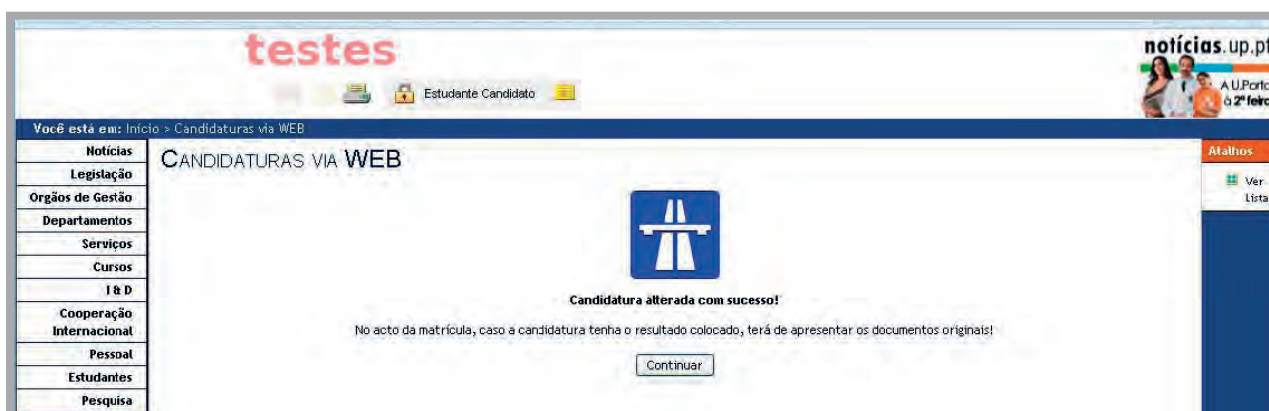 testes
notícias.up.pt
Estudante Candidato
A U.Porto
à 2ª feira
Você está em: Início > Candidaturas via WEB
Notícias
Legislação
Orgãos de Gestão
Departamentos
Serviços
Cursos
I & D
Cooperação
Internacional
Pessoal
Estudantes
Pesquisa
CANDIDATURAS VIA WEB
Candidatura alterada com sucesso!
No acto da matrícula, caso a candidatura tenha o resultado colocado, terá de apresentar os documentos originais!
Continuar
Atalhos
Ver
Lista